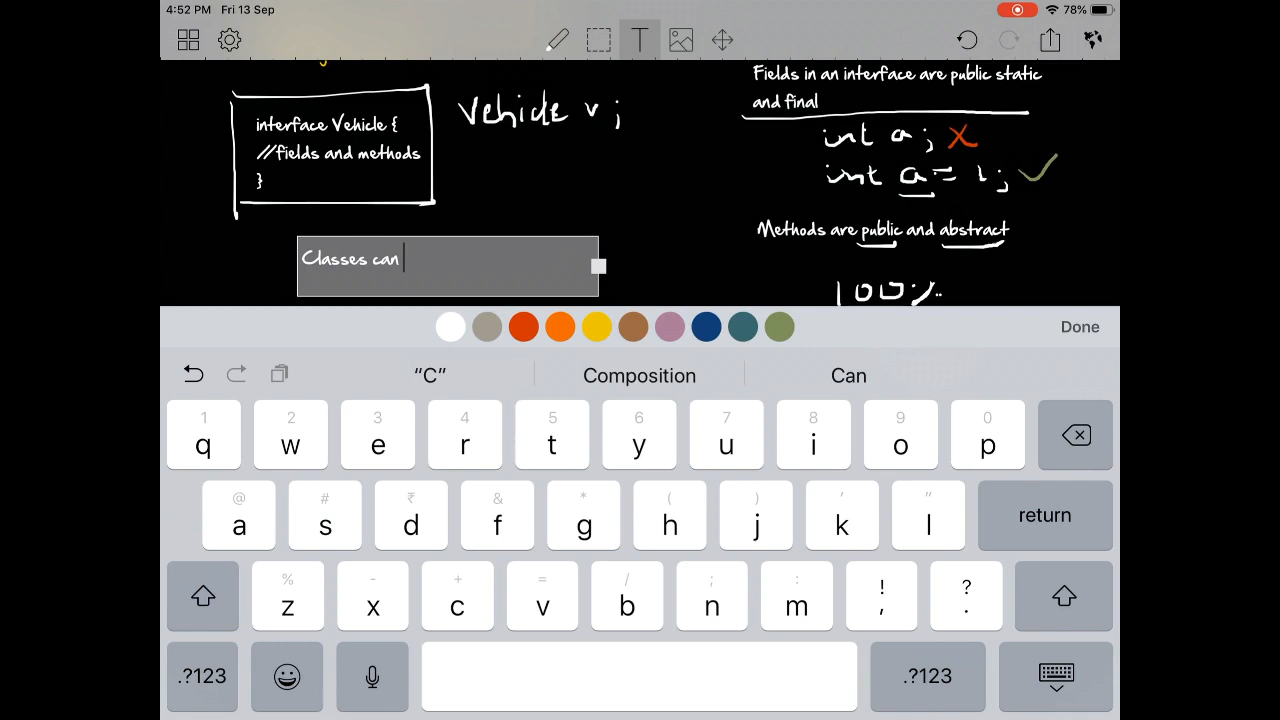 4:52 PM Fri 13 Sep
78%
T
Fields in an interface are public static
and final
interface Vehicle {
//fields and methods
}
Vehicle v ;
int a ; X
int a = 1 ;
Methods are public and abstract
100%
Classes can
Done
“C” Composition Can
1 2 3 4 5 6 7 8 9 0
q w e r t y u i o p
@ # ₹ & * ( ) ' "
a s d f g h j k l return
% - + = / ; : ! ?
z x c v b n m , .
.?123 .?123